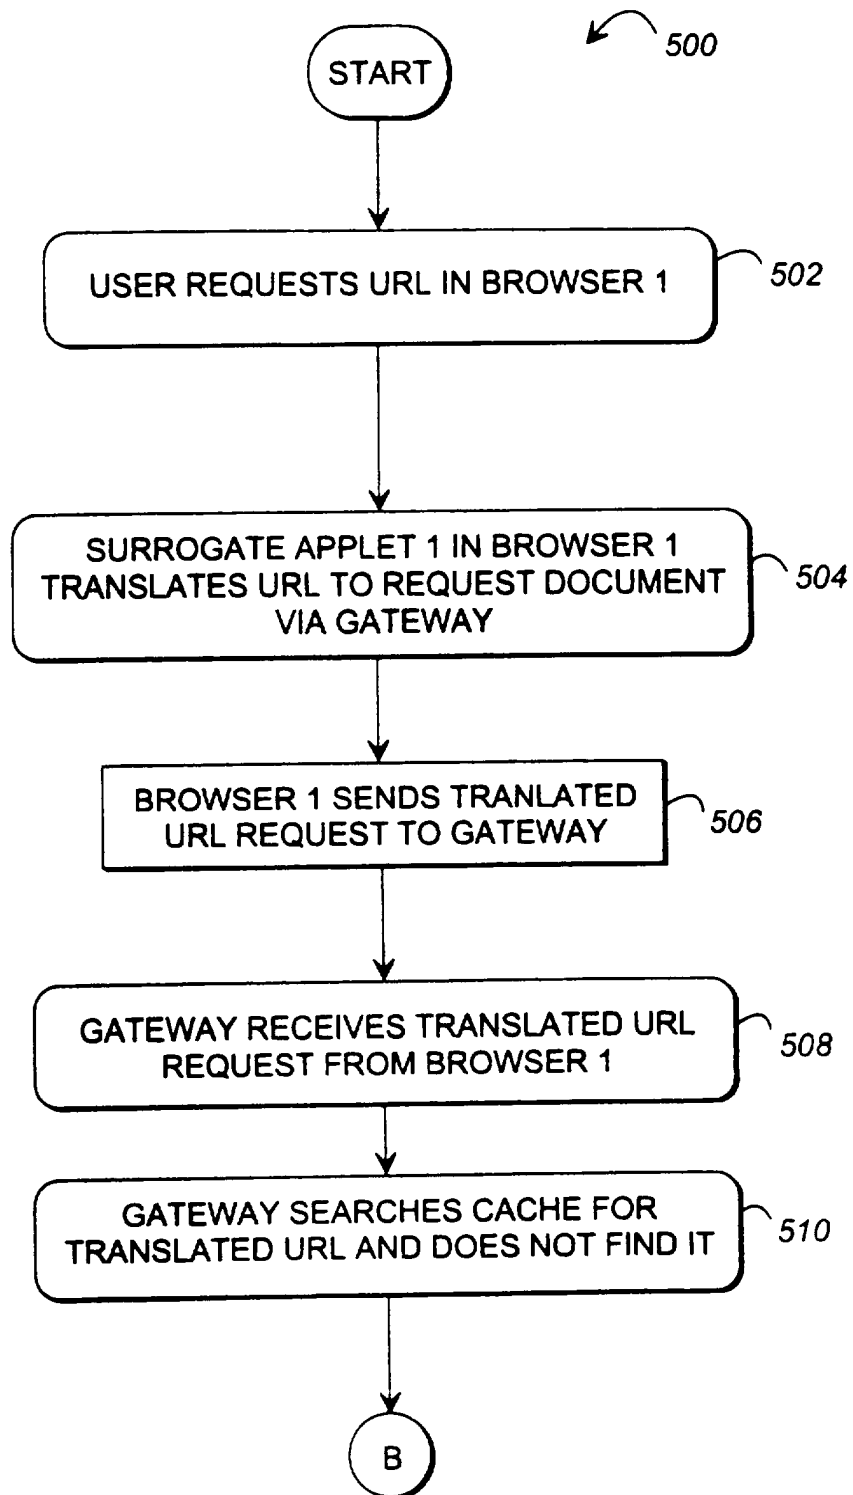 500
START
USER REQUESTS URL IN BROWSER 1
502
SURROGATE APPLET 1 IN BROWSER 1
TRANSLATES URL TO REQUEST DOCUMENT
VIA GATEWAY
504
BROWSER 1 SENDS TRANLATED
URL REQUEST TO GATEWAY
506
GATEWAY RECEIVES TRANSLATED URL
REQUEST FROM BROWSER 1
508
GATEWAY SEARCHES CACHE FOR
TRANSLATED URL AND DOES NOT FIND IT
510
B